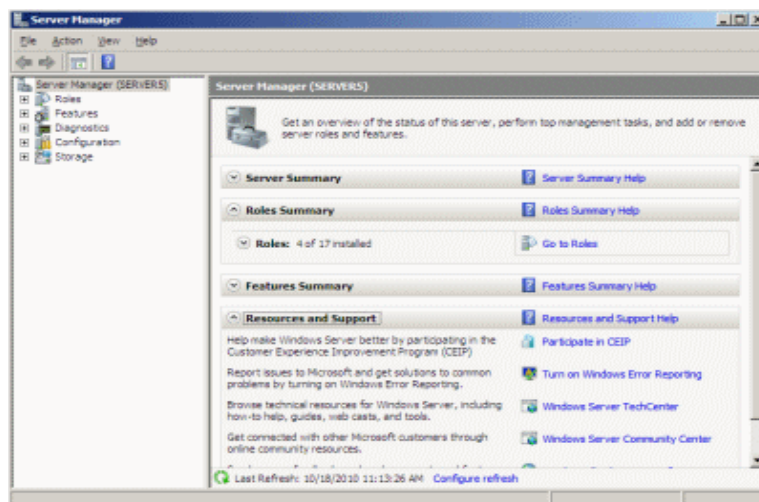 Server Manager
File Action View Help
Server Manager (SERVER5)
Roles
Features
Diagnostics
Configuration
Storage
Server Manager (SERVER5)
Get an overview of the status of this server, perform top management tasks, and add or remove
server roles and features.
Server Summary
Server Summary Help
Roles Summary
Roles Summary Help
Roles: 4 of 17 installed
Go to Roles
Features Summary
Features Summary Help
Resources and Support
Resources and Support Help
Help make Windows Server better by participating in the
Customer Experience Improvement Program (CEIP)
Participate in CEIP
Report issues to Microsoft and get solutions to common
problems by turning on Windows Error Reporting.
Turn on Windows Error Reporting
Browse technical resources for Windows Server, including
how-to help, guides, web casts, and tools.
Windows Server TechCenter
Get connected with other Microsoft customers through
online community resources.
Windows Server Community Center
Last Refresh: 10/18/2010 11:13:26 AM Configure refresh